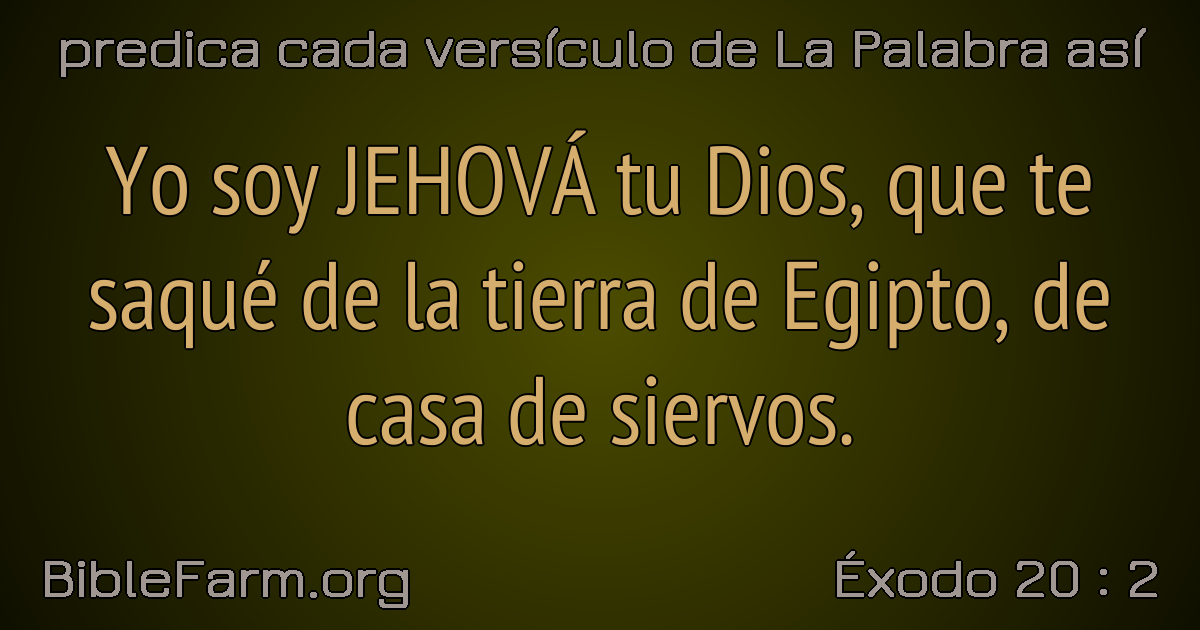 predica cada versículo de La Palabra así
Yo soy JEHOVÁ tu Dios, que te
saqué de la tierra de Egipto, de
casa de siervos.
BibleFarm.org
Éxodo 20 : 2